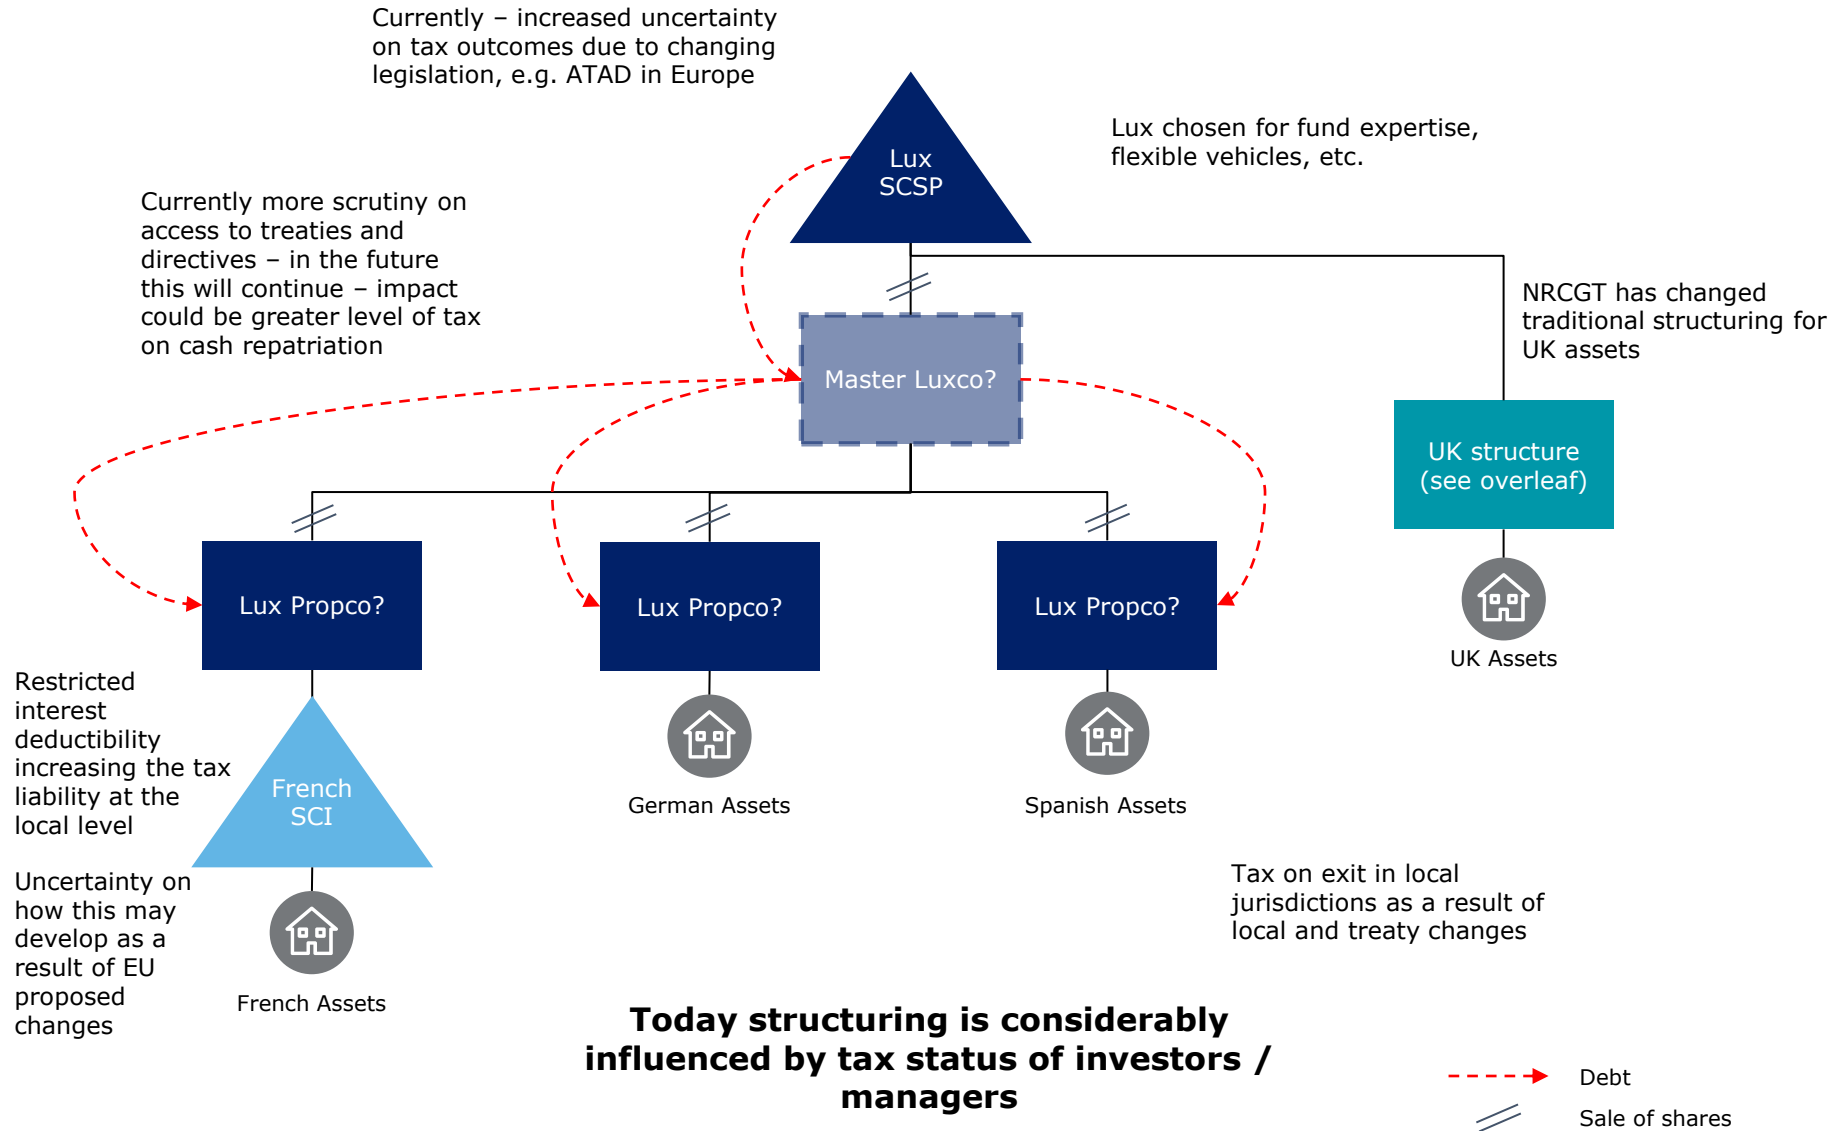 Currently – increased uncertainty
on tax outcomes due to changing
legislation, e.g. ATAD in Europe
Lux
SCSP
Lux chosen for fund expertise,
flexible vehicles, etc.
Currently more scrutiny on
access to treaties and
directives – in the future
this will continue – impact
could be greater level of tax
on cash repatriation
NRCGT has changed
traditional structuring for
UK assets
Master Luxco?
UK structure
(see overleaf)
UK Assets
Lux Propco?
Lux Propco?
Lux Propco?
Restricted
interest
deductibility
increasing the tax
liability at the
local level
French
SCI
German Assets
Spanish Assets
Uncertainty on
how this may
develop as a
result of EU
proposed
changes
French Assets
Tax on exit in local
jurisdictions as a result of
local and treaty changes
Today structuring is considerably
influenced by tax status of investors /
managers
Debt
Sale of shares